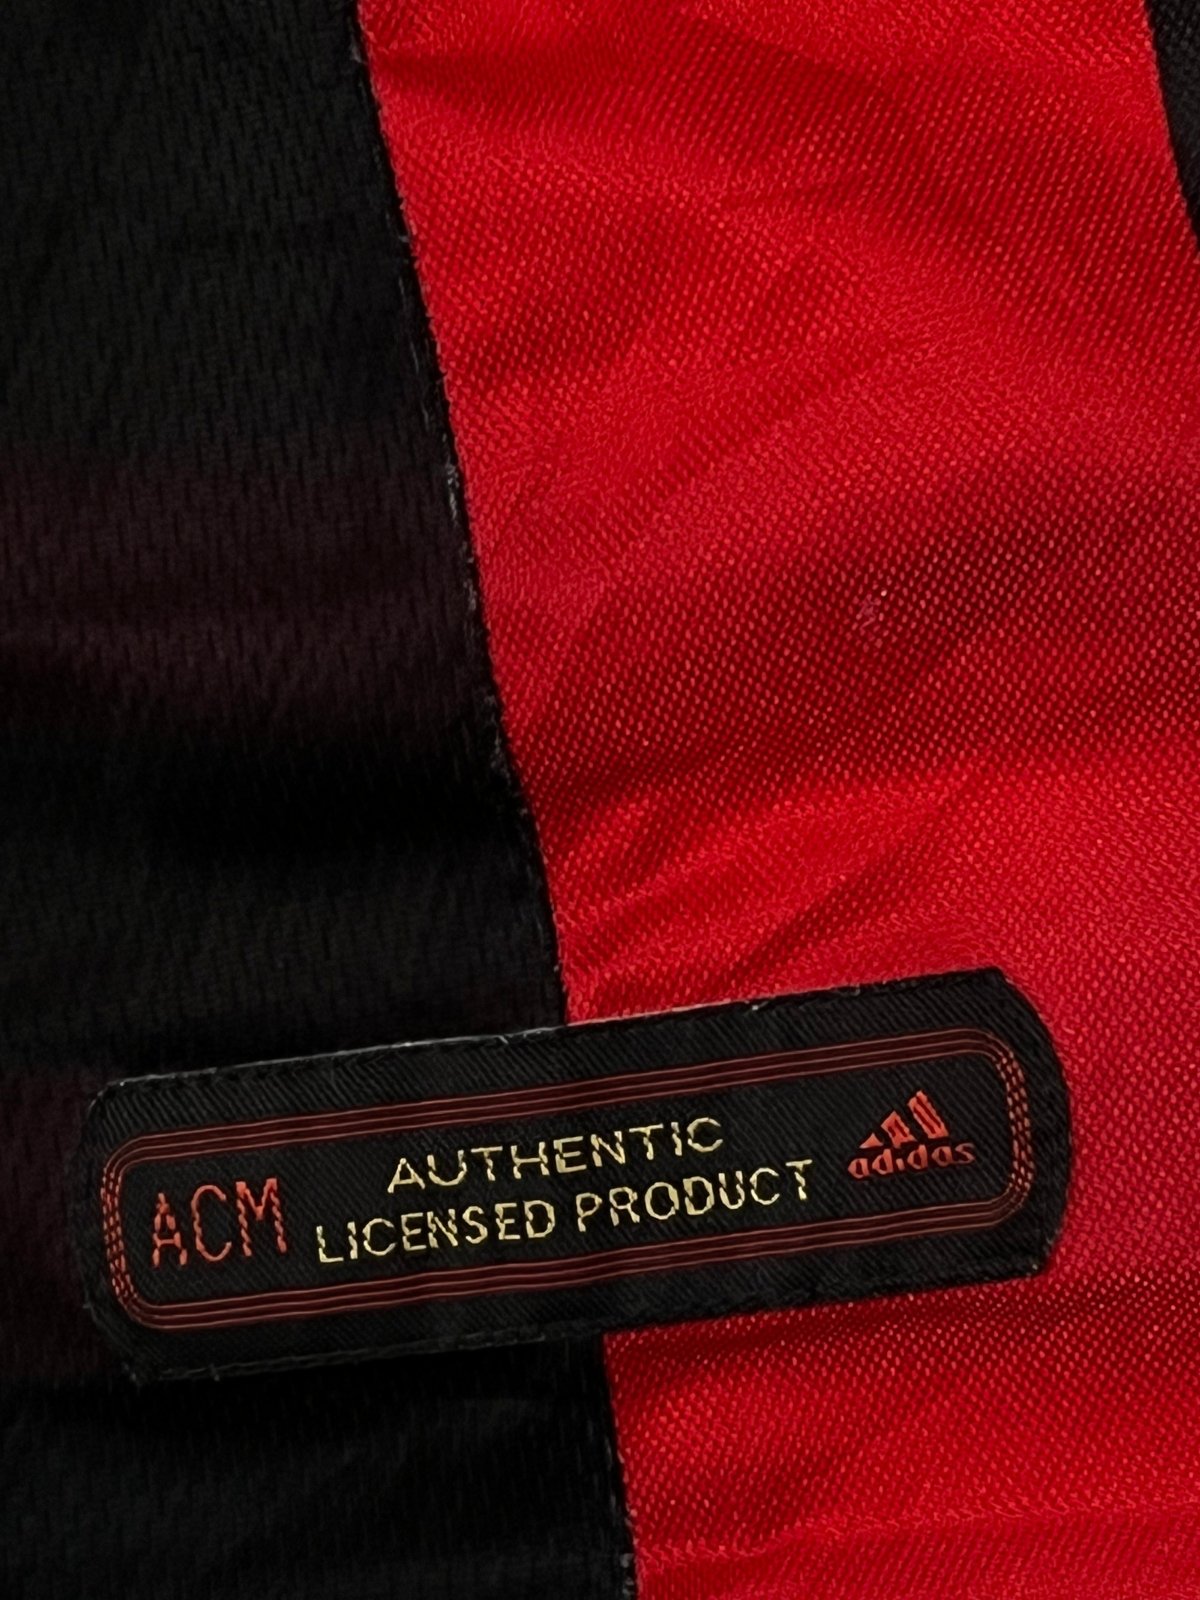 ACM
AUTHENTIC
LICENSED PRODUCT
adidas